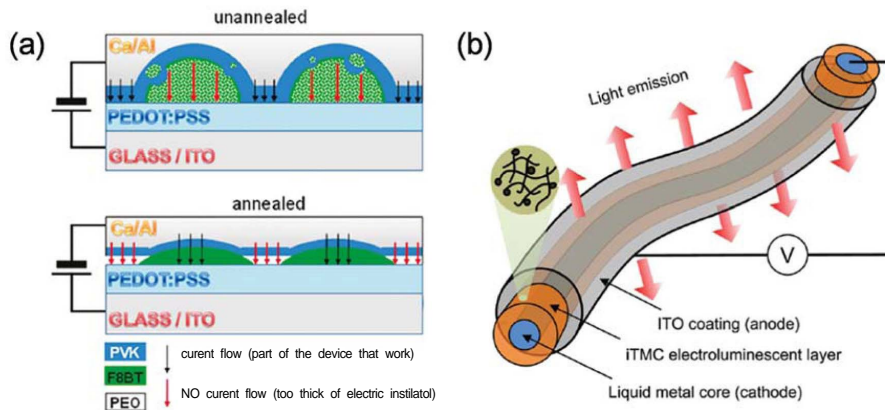 (a)
unannealed
Ca/Al
PEDOT:PSS
GLASS / ITO
annealed
Ca/Al
PEDOT:PSS
GLASS / ITO
PVK
F8BT
PEO
curent flow (part of the device that work)
NO curent flow (too thick of electric instilatol)
(b)
Light emission
V
ITO coating (anode)
iTMC electroluminescent layer
Liquid metal core (cathode)